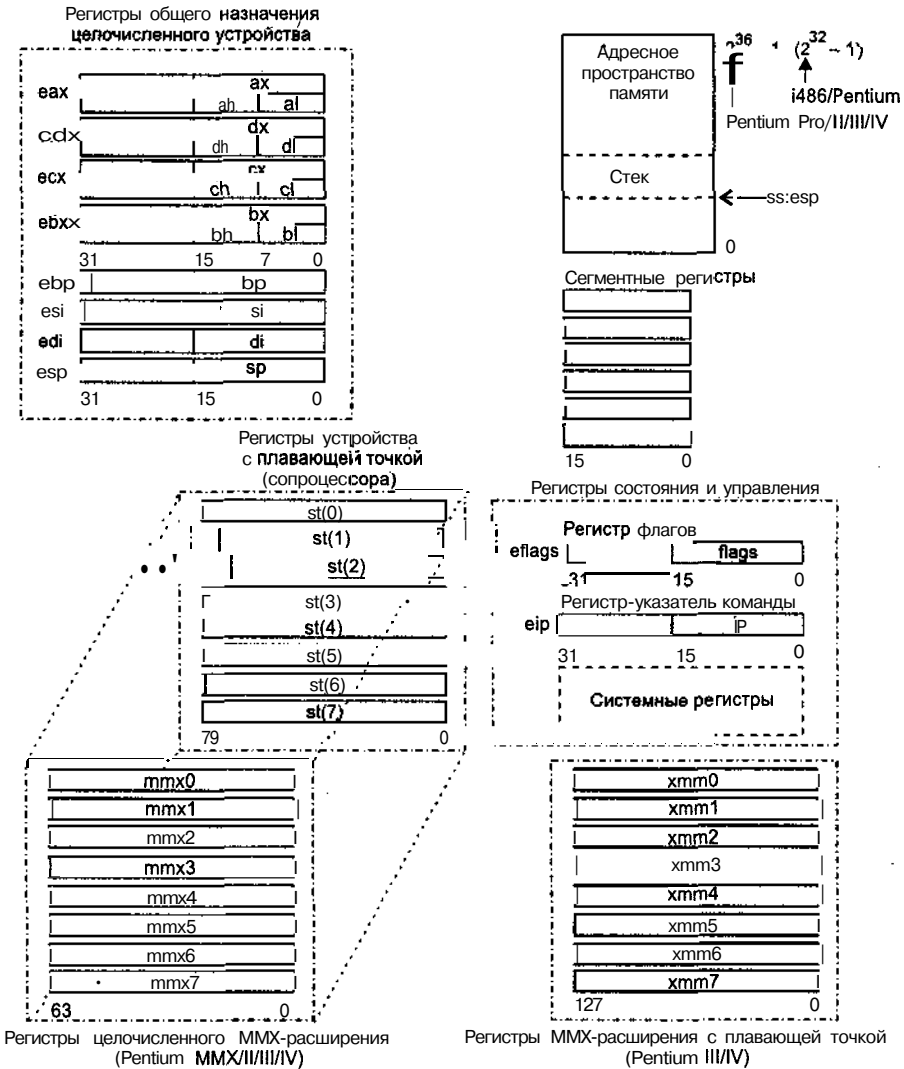 Регистры общего назначения
целочисленного устройства
eax
ax
ah
al
cdx
dx
dh
dl
ecx
cx
ch
cl
ebxx
bx
bh
bl
31 15 7 0
ebp
bp
esi
si
edi
di
esp
sp
31 15 0
Адресное
пространство
памяти
36 1 (2^32 – 1)
i486/Pentium
Pentium Pro/II/III/IV
Стек
ss:esp
0
Сегментные регистры
15 0
Регистры устройства
с плавающей точкой
(сопроцессора)
st(0)
st(1)
st(2)
st(3)
st(4)
st(5)
st(6)
st(7)
79 0
Регистры состояния и управления
Регистр флагов
eflags
flags
31 15 0
Регистр-указатель команды
eip
IP
31 15 0
Системные регистры
mmx0
mmx1
mmx2
mmx3
mmx4
mmx5
mmx6
mmx7
63 0
Регистры целочисленного MMX-расширения
(Pentium MMX/II/III/IV)
xmm0
xmm1
xmm2
xmm3
xmm4
xmm5
xmm6
xmm7
127 0
Регистры MMX-расширения с плавающей точкой
(Pentium III/IV)